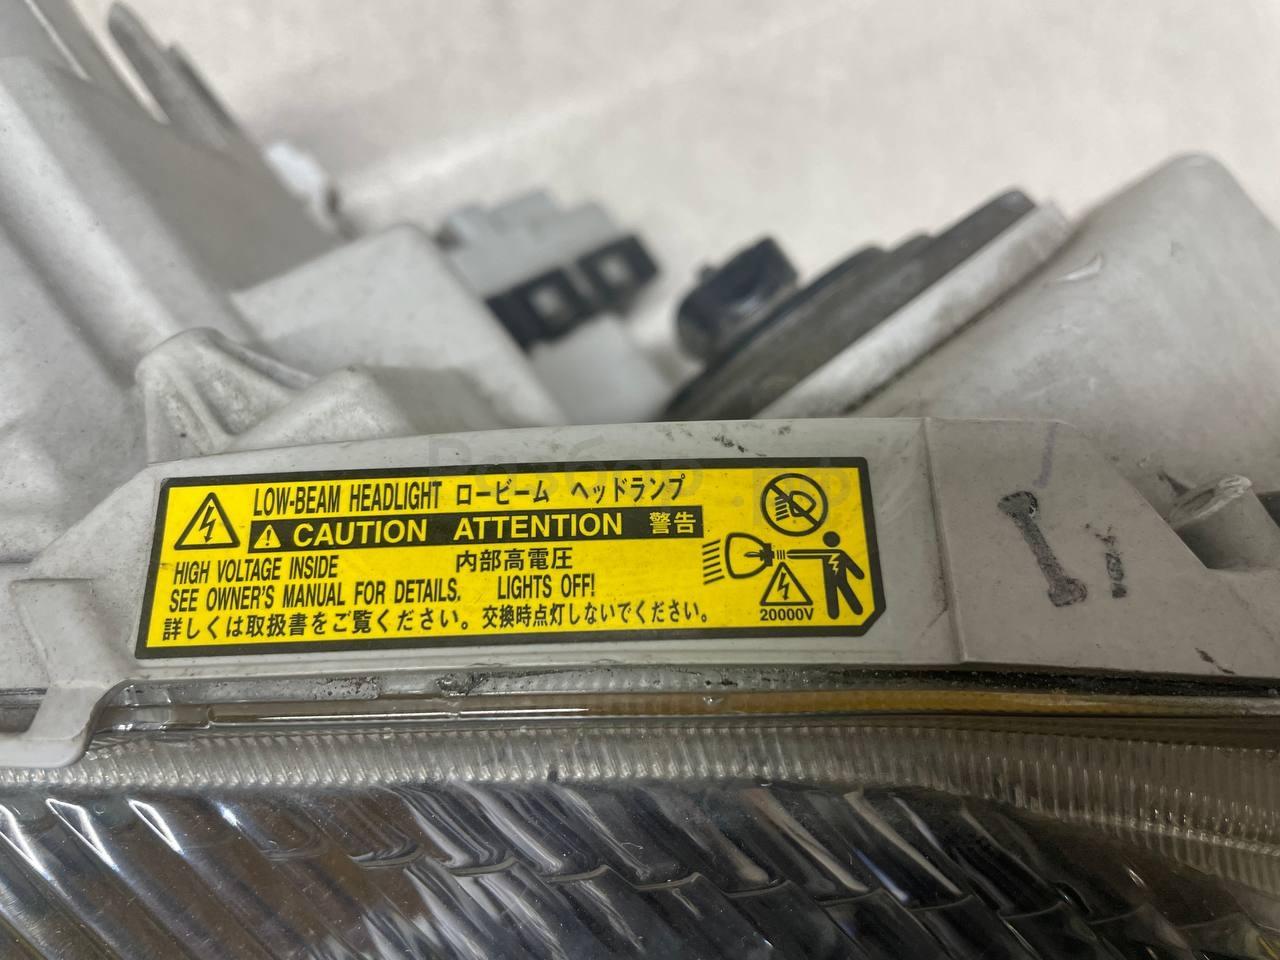 LOW-BEAM HEADLIGHT ロービーム ヘッドランプ
CAUTION ATTENTION 警告
HIGH VOLTAGE INSIDE 内部高電圧
SEE OWNER'S MANUAL FOR DETAILS. LIGHTS OFF!
詳しくは取扱書をご覧ください。交換時点灯しないでください。
20000V